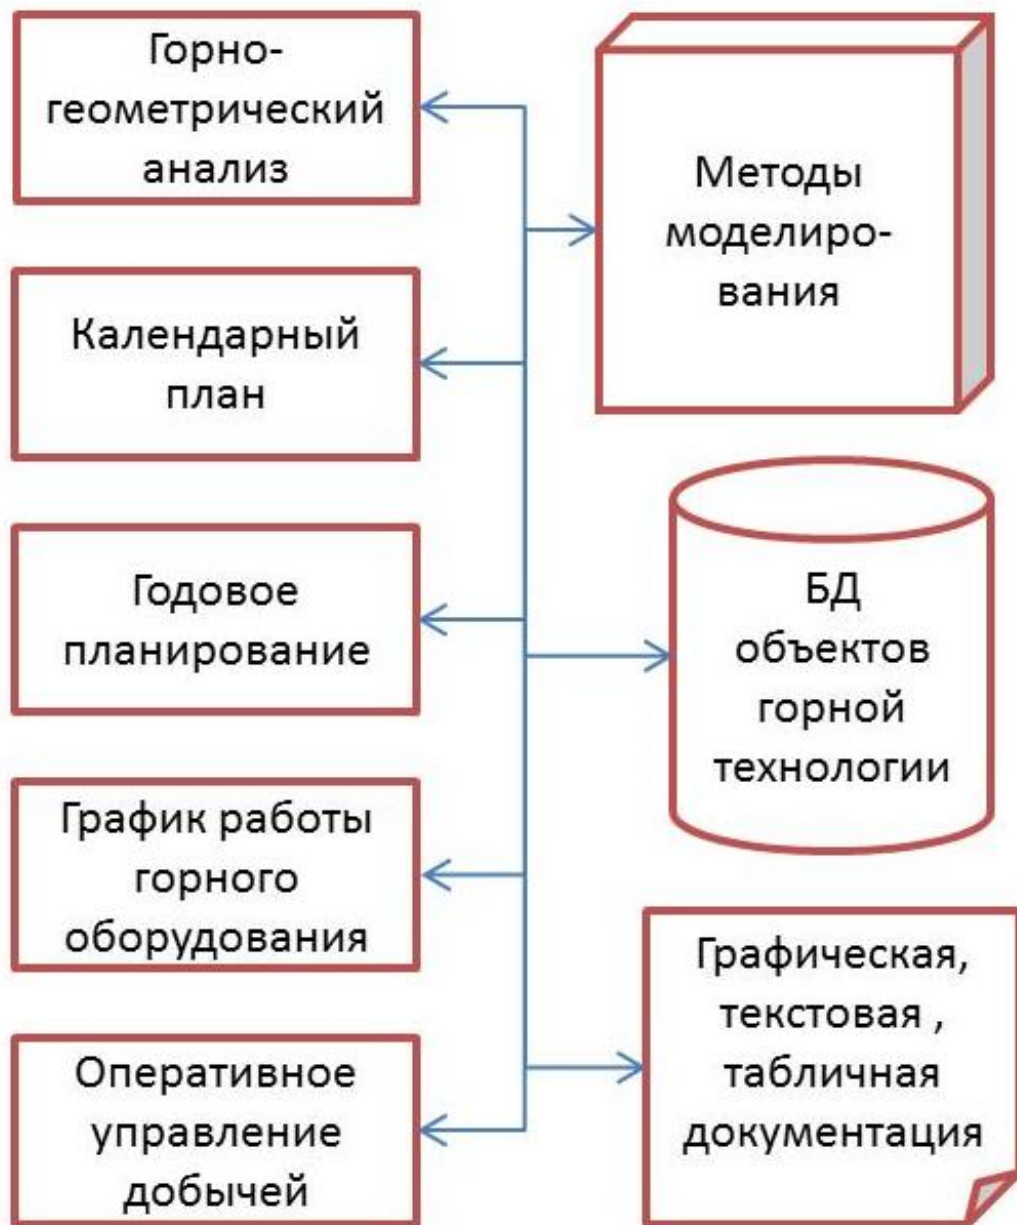 Горно-
геометрический
анализ
Календарный
план
Годовое
планирование
График работы
горного
оборудования
Оперативное
управление
добычей
Методы
моделиро-
вания
БД
объектов
горной
технологии
Графическая,
текстовая ,
табличная
документация